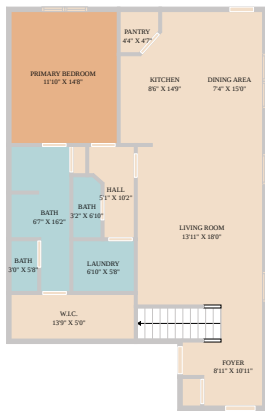 PANTRY
4'4" X 4'7"
PRIMARY BEDROOM
11'10" X 14'8"
KITCHEN
8'6" X 14'9"
DINING AREA
7'4" X 15'0"
HALL
5'1" X 10'2"
BATH
6'7" X 16'2"
BATH
3'2" X 6'10"
LIVING ROOM
13'11" X 18'0"
BATH
3'0" X 5'8"
LAUNDRY
6'10" X 5'8"
W.I.C.
13'9" X 5'0"
FOYER
8'11" X 10'11"